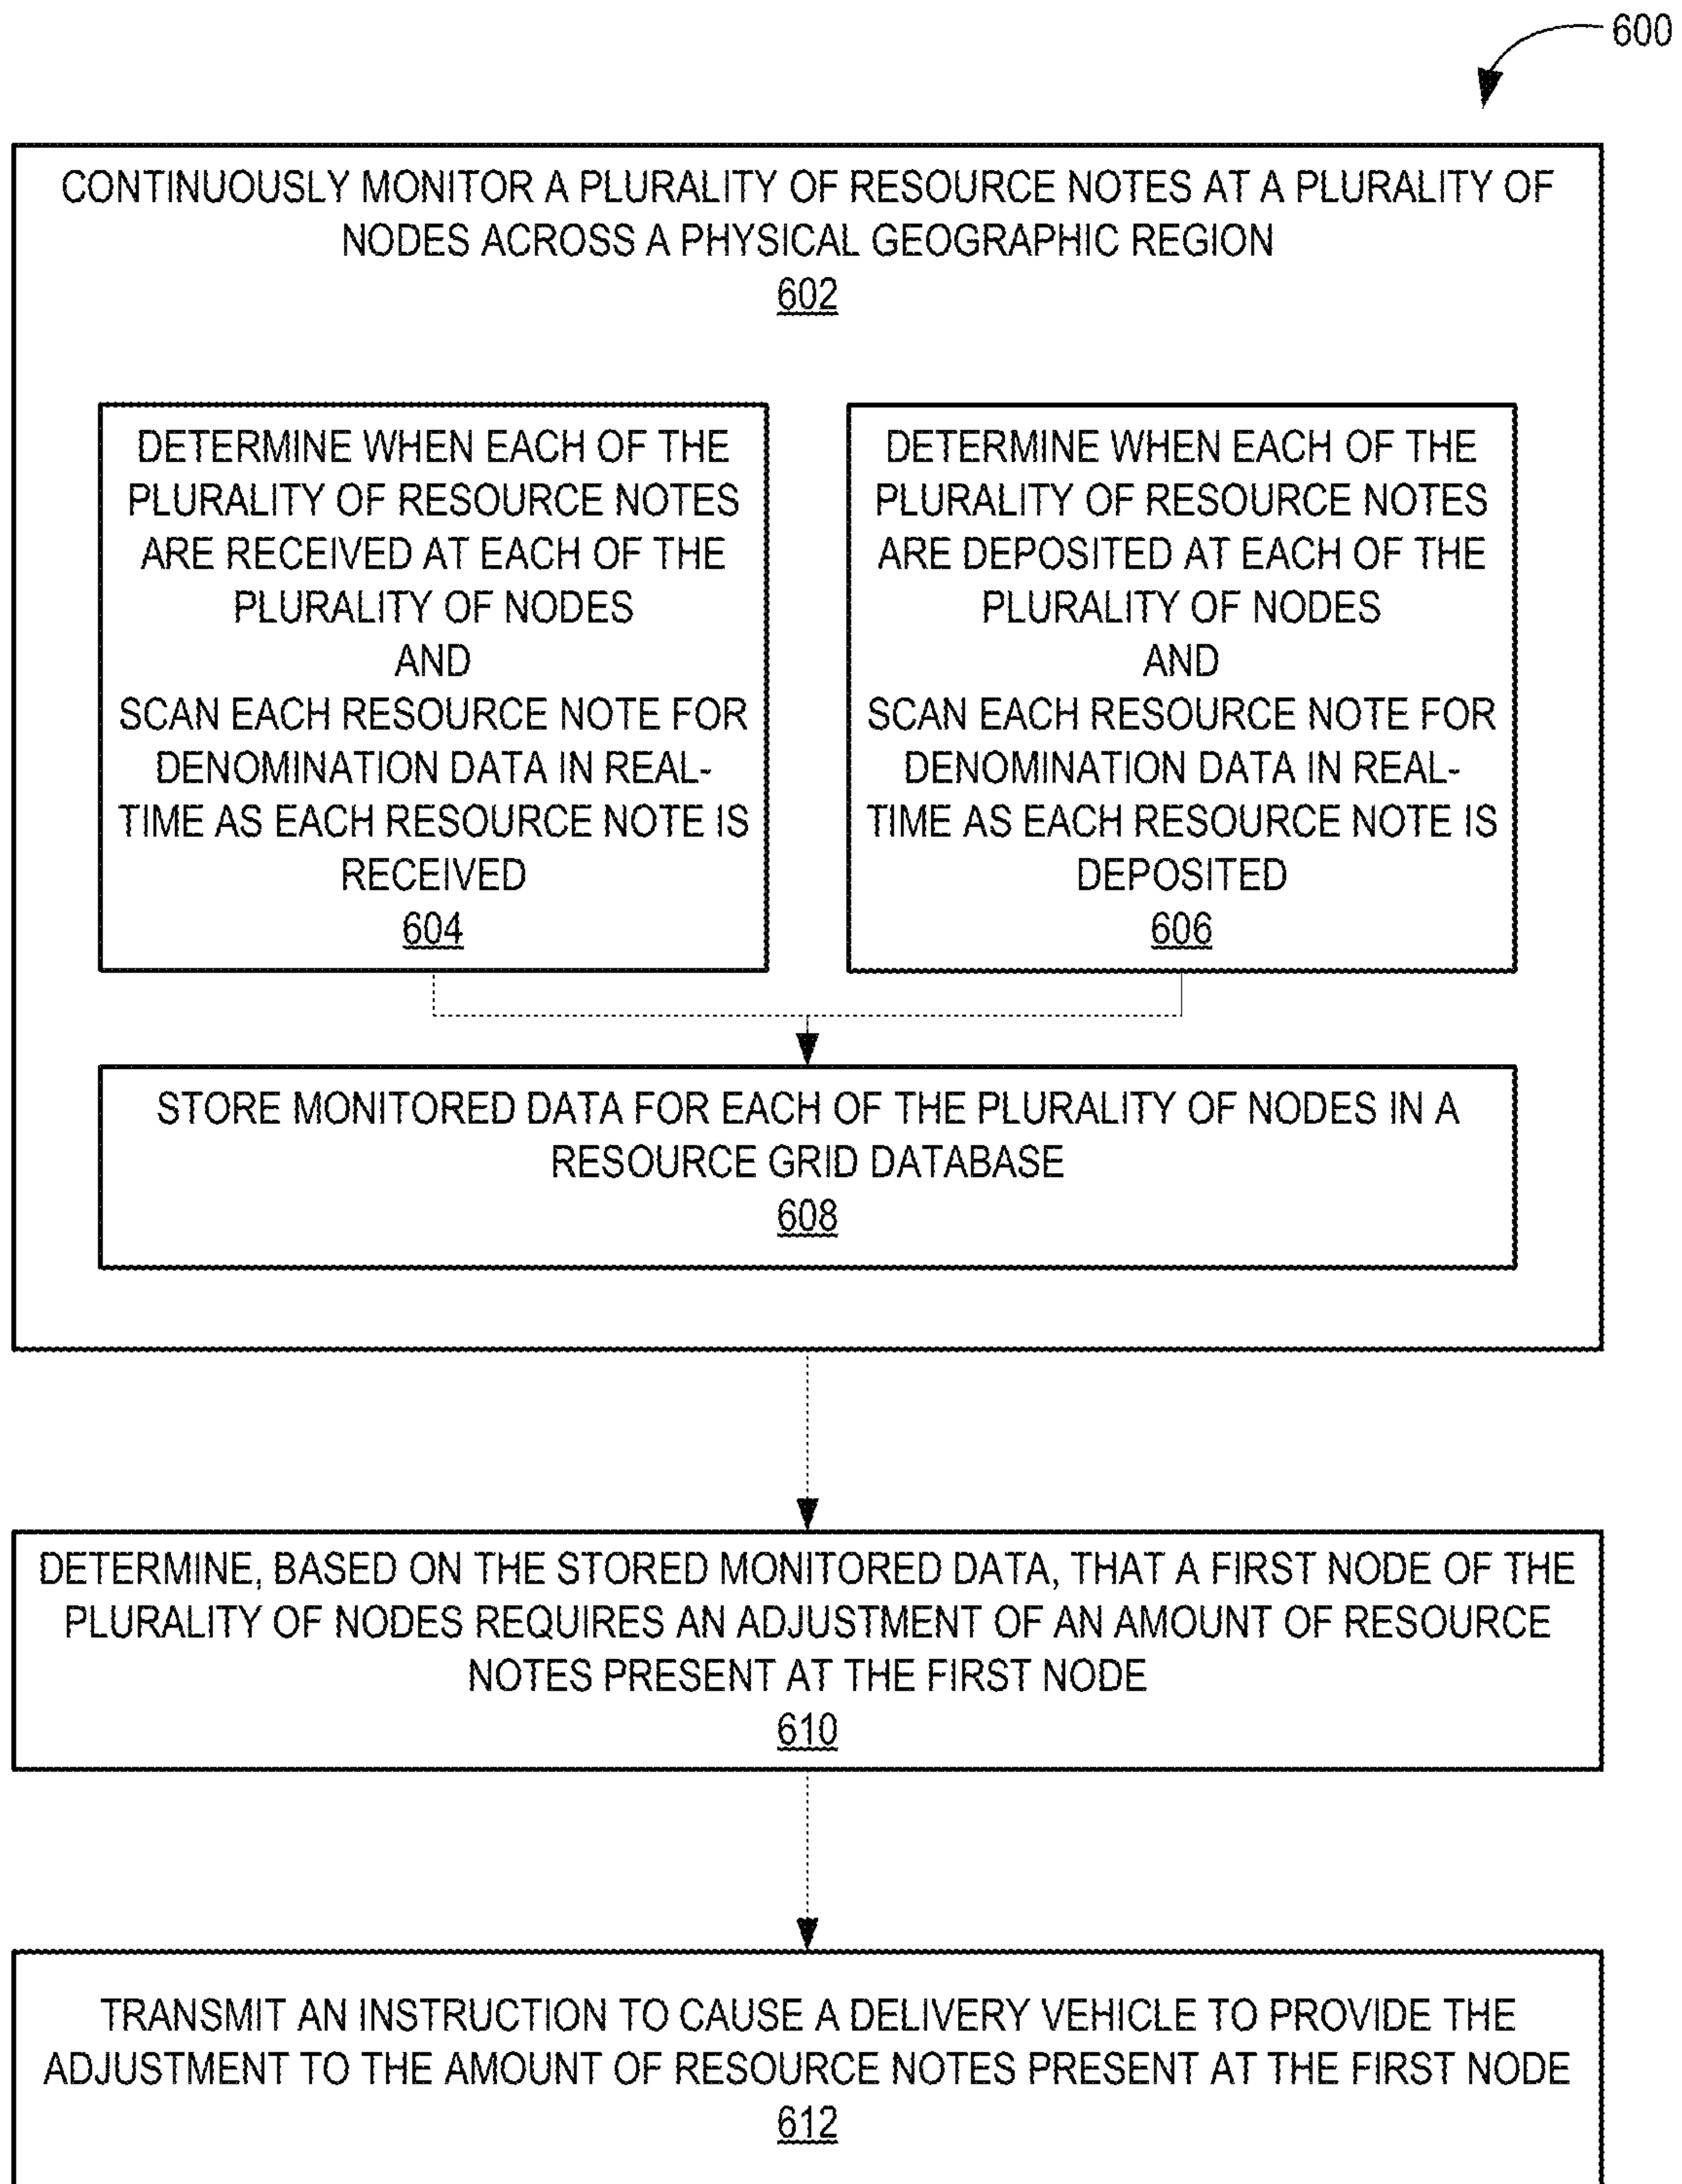 600
CONTINUOUSLY MONITOR A PLURALITY OF RESOURCE NOTES AT A PLURALITY OF
NODES ACROSS A PHYSICAL GEOGRAPHIC REGION
602
DETERMINE WHEN EACH OF THE
PLURALITY OF RESOURCE NOTES
ARE RECEIVED AT EACH OF THE
PLURALITY OF NODES
AND
SCAN EACH RESOURCE NOTE FOR
DENOMINATION DATA IN REAL-
TIME AS EACH RESOURCE NOTE IS
RECEIVED
604
DETERMINE WHEN EACH OF THE
PLURALITY OF RESOURCE NOTES
ARE DEPOSITED AT EACH OF THE
PLURALITY OF NODES
AND
SCAN EACH RESOURCE NOTE FOR
DENOMINATION DATA IN REAL-
TIME AS EACH RESOURCE NOTE IS
DEPOSITED
606
STORE MONITORED DATA FOR EACH OF THE PLURALITY OF NODES IN A
RESOURCE GRID DATABASE
608
DETERMINE, BASED ON THE STORED MONITORED DATA, THAT A FIRST NODE OF THE
PLURALITY OF NODES REQUIRES AN ADJUSTMENT OF AN AMOUNT OF RESOURCE
NOTES PRESENT AT THE FIRST NODE
610
TRANSMIT AN INSTRUCTION TO CAUSE A DELIVERY VEHICLE TO PROVIDE THE
ADJUSTMENT TO THE AMOUNT OF RESOURCE NOTES PRESENT AT THE FIRST NODE
612